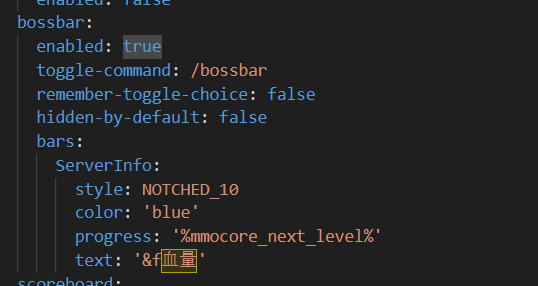 enabled: false
bossbar:
enabled: true
toggle-command: /bossbar
remember-toggle-choice: false
hidden-by-default: false
bars:
ServerInfo:
style: NOTCHED_10
color: 'blue'
progress: '%mmocore_next_level%'
text: '&f血量'
scoreboard: